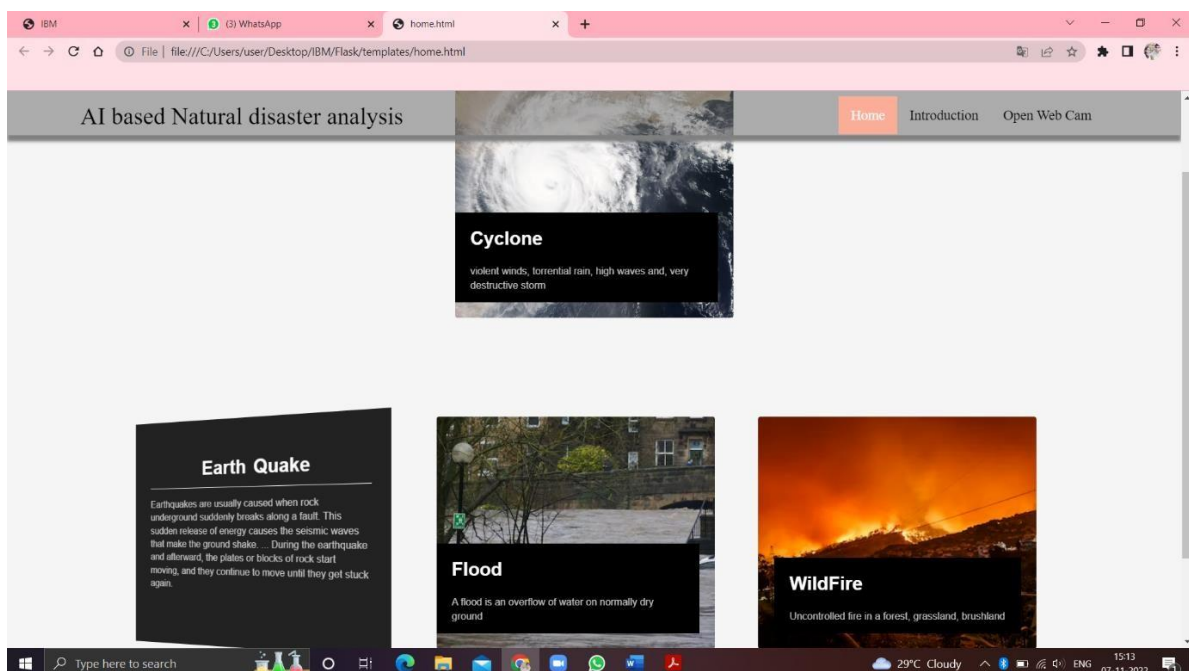 IBM
(3) WhatsApp
home.html
File | file:///C:/Users/user/Desktop/IBM/Flask/templates/home.html
AI based Natural disaster analysis
Home
Introduction
Open Web Cam
Cyclone
violent winds, torrential rain, high waves and, very
destructive storm
Earth Quake
Earthquakes are usually caused when rock
underground suddenly breaks along a fault. This
sudden release of energy causes the seismic waves
that make the ground shake. ... During the earthquake
and afterward, the plates or blocks of rock start
moving, and they continue to move until they get stuck
again.
Flood
A flood is an overflow of water on normally dry
ground
WildFire
Uncontrolled fire in a forest, grassland, brushland
Type here to search
29°C Cloudy
ENG
15:13
07-11-2022